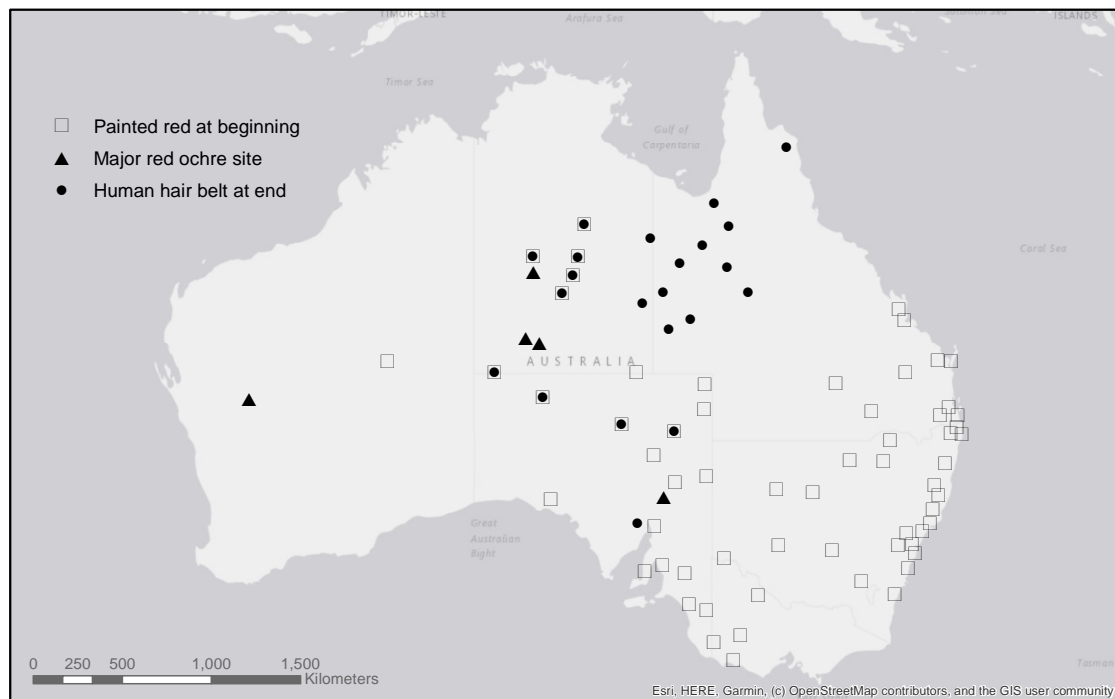 TIMOR-LESTE
Arafura Sea
Solomon Sea
ISLANDS
Timor Sea
Painted red at beginning
Major red ochre site
Human hair belt at end
Gulf of
Carpentaria
Coral Sea
AUSTRALIA
Great
Australian
Bight
0 250 500 1,000 1,500
Kilometers
Tasman
Esri, HERE, Garmin, (c) OpenStreetMap contributors, and the GIS user community